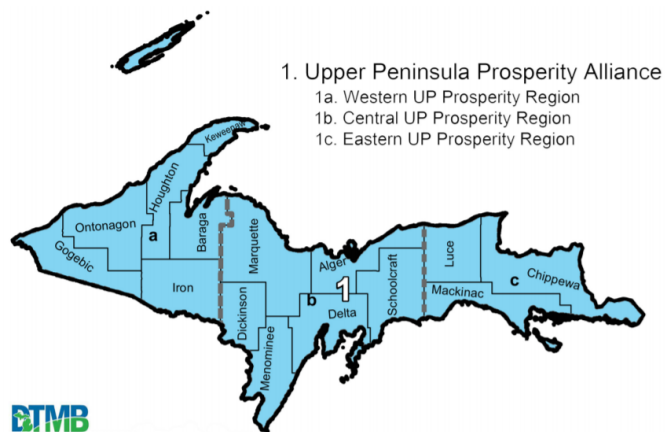 1. Upper Peninsula Prosperity Alliance
1a. Western UP Prosperity Region
1b. Central UP Prosperity Region
1c. Eastern UP Prosperity Region
Keweenaw
Houghton
Ontonagon
a
Baraga
Gogebic
Iron
Marquette
Dickinson
Menominee
Alger
1
b
Delta
Schoolcraft
Luce
c
Chippewa
Mackinac
DTMB